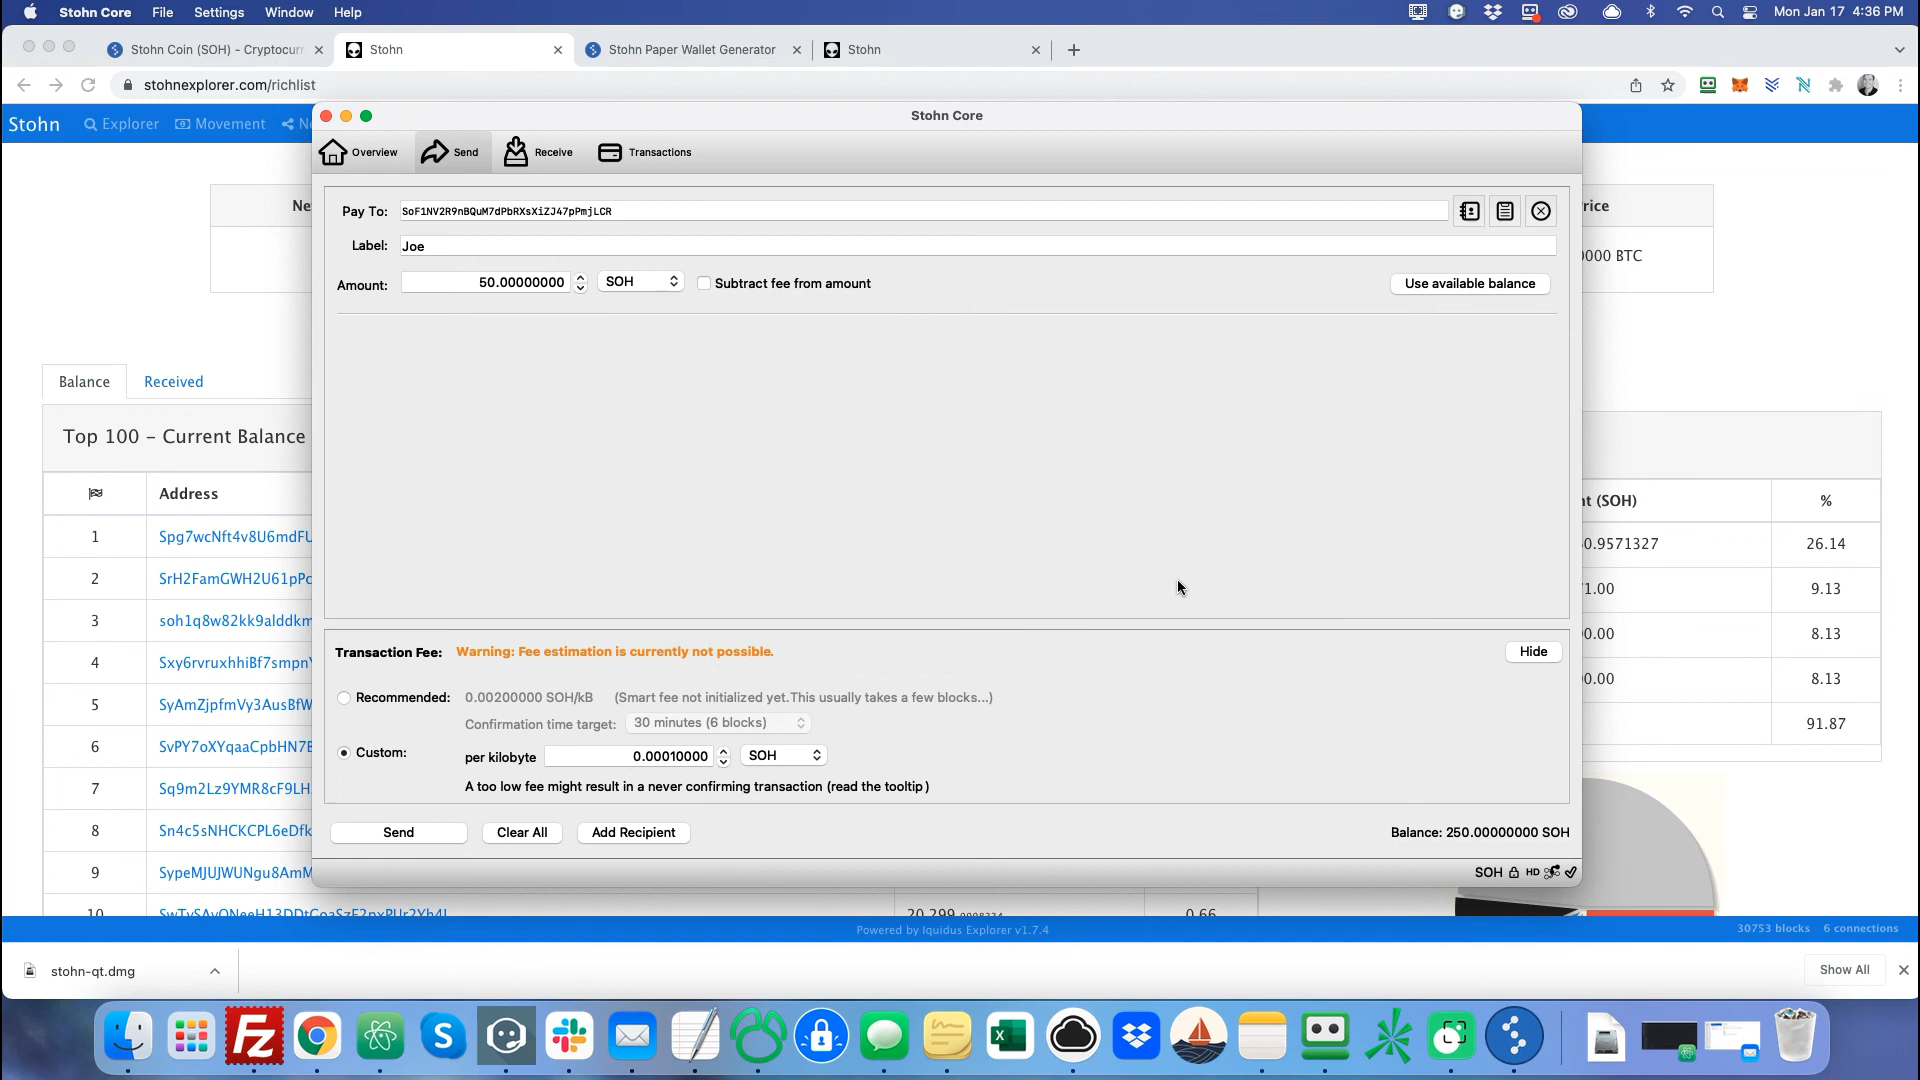 Stohn Core File Settings Window Help Mon Jan 17 4:36 PM
Stohn Coin (SOH) - Cryptocurr Stohn Stohn Paper Wallet Generator Stohn
stohnexplorer.com/richlist
Stohn Explorer Movement
Stohn Core
Overview Send Receive Transactions
Pay To: SoF1NV2R9nBQuM7dPbRXsXiZJ47pPmjLCR
Label: Joe
Amount: 50.00000000 SOH Subtract fee from amount Use available balance
Ne
rice
0000 BTC
Balance Received
Top 100 - Current Balance
Address
1 Spg7wcNft4v8U6mdFU
2 SrH2FamGWH2U61pPc
3 soh1q8w82kk9alddkm
4 Sxy6rvruxhhiBf7smpnY
5 SyAmZjpfmVy3AusBfW
6 SvPY7oXYqaaCpbHN7E
7 Sq9m2Lz9YMR8cF9LH
8 Sn4c5sNHCKCPL6eDfk
9 SypeMJUJWUNgu8AmM
10
0.66
nt (SOH) %
0.9571327 26.14
1.00 9.13
0.00 8.13
0.00 8.13
91.87
Transaction Fee: Warning: Fee estimation is currently not possible. Hide
Recommended: 0.00200000 SOH/kB (Smart fee not initialized yet.This usually takes a few blocks...)
Confirmation time target: 30 minutes (6 blocks)
Custom: per kilobyte 0.00010000 SOH
A too low fee might result in a never confirming transaction (read the tooltip)
Send Clear All Add Recipient Balance: 250.00000000 SOH
SOH HD
Powered by Iquidus Explorer v1.7.4 30753 blocks 6 connections
stohn-qt.dmg Show All